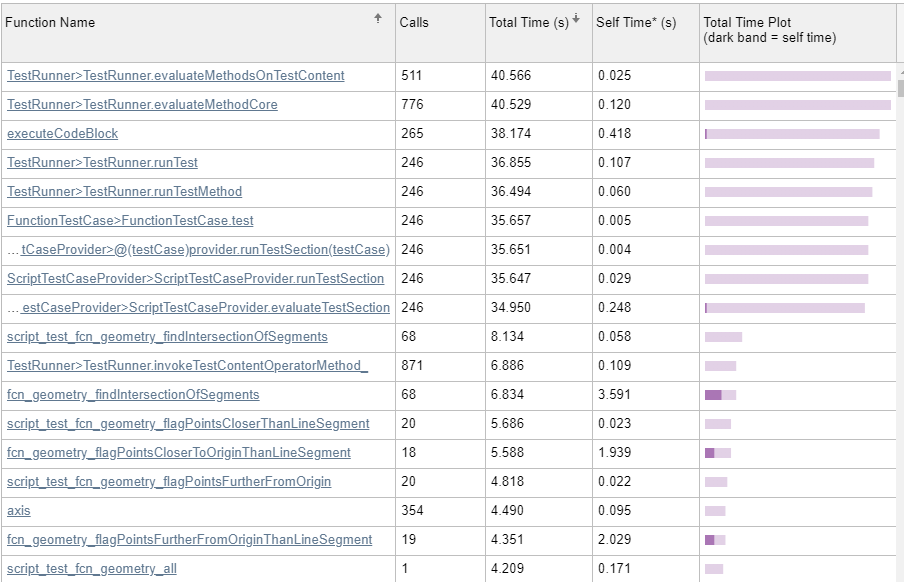 Function Name Calls Total Time (s) Self Time* (s) Total Time Plot
(dark band = self time)
TestRunner>TestRunner.evaluateMethodsOnTestContent 511 40.566 0.025
TestRunner>TestRunner.evaluateMethodCore 776 40.529 0.120
executeCodeBlock 265 38.174 0.418
TestRunner>TestRunner.runTest 246 36.855 0.107
TestRunner>TestRunner.runTestMethod 246 36.494 0.060
FunctionTestCase>FunctionTestCase.test 246 35.657 0.005
...tCaseProvider>@(testCase)provider.runTestSection(testCase) 246 35.651 0.004
ScriptTestCaseProvider>ScriptTestCaseProvider.runTestSection 246 35.647 0.029
...estCaseProvider>ScriptTestCaseProvider.evaluateTestSection 246 34.950 0.248
script_test_fcn_geometry_findIntersectionOfSegments 68 8.134 0.058
TestRunner>TestRunner.invokeTestContentOperatorMethod_ 871 6.886 0.109
fcn_geometry_findIntersectionOfSegments 68 6.834 3.591
script_test_fcn_geometry_flagPointsCloserThanLineSegment 20 5.686 0.023
fcn_geometry_flagPointsCloserToOriginThanLineSegment 18 5.588 1.939
script_test_fcn_geometry_flagPointsFurtherFromOrigin 20 4.818 0.022
axis 354 4.490 0.095
fcn_geometry_flagPointsFurtherFromOriginThanLineSegment 19 4.351 2.029
script_test_fcn_geometry_all 1 4.209 0.171